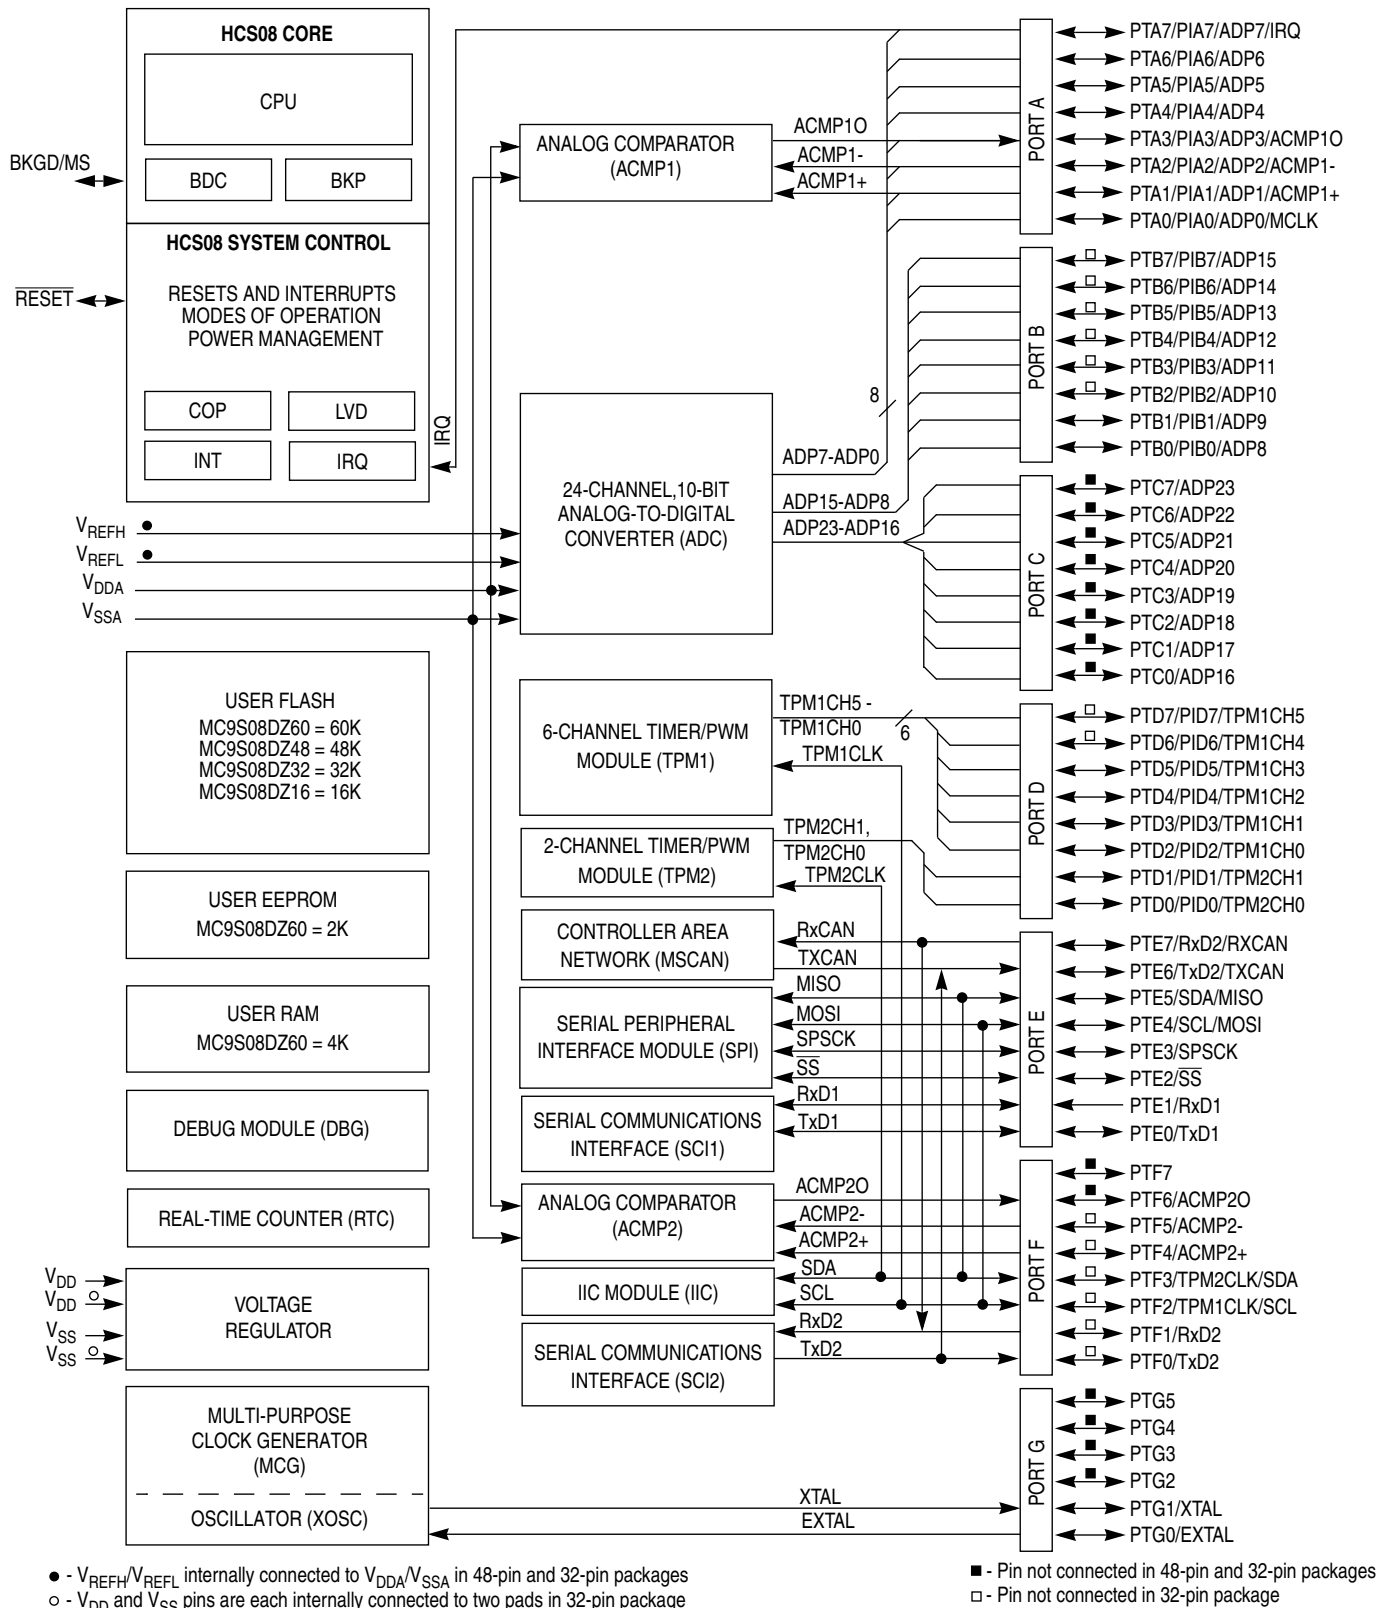 HCS08 CORE
CPU
BDC
BKP
BKGD/MS
HCS08 SYSTEM CONTROL
RESETS AND INTERRUPTS
MODES OF OPERATION
POWER MANAGEMENT
RESET
COP
LVD
INT
IRQ
IRQ
VREFH
VREFL
VDDA
VSSA
USER FLASH
MC9S08DZ60 = 60K
MC9S08DZ48 = 48K
MC9S08DZ32 = 32K
MC9S08DZ16 = 16K
USER EEPROM
MC9S08DZ60 = 2K
USER RAM
MC9S08DZ60 = 4K
DEBUG MODULE (DBG)
REAL-TIME COUNTER (RTC)
VDD
VDD
VSS
VSS
VOLTAGE
REGULATOR
MULTI-PURPOSE
CLOCK GENERATOR
(MCG)
OSCILLATOR (XOSC)
ANALOG COMPARATOR
(ACMP1)
ACMP1O
ACMP1-
ACMP1+
24-CHANNEL,10-BIT
ANALOG-TO-DIGITAL
CONVERTER (ADC)
8
ADP7-ADP0
ADP15-ADP8
ADP23-ADP16
6-CHANNEL TIMER/PWM
MODULE (TPM1)
TPM1CH5 -
TPM1CH0
6
TPM1CLK
2-CHANNEL TIMER/PWM
MODULE (TPM2)
TPM2CH1,
TPM2CH0
TPM2CLK
CONTROLLER AREA
NETWORK (MSCAN)
RxCAN
TXCAN
SERIAL PERIPHERAL
INTERFACE MODULE (SPI)
MISO
MOSI
SPSCK
SS
SERIAL COMMUNICATIONS
INTERFACE (SCI1)
RxD1
TxD1
ANALOG COMPARATOR
(ACMP2)
ACMP2O
ACMP2-
ACMP2+
IIC MODULE (IIC)
SDA
SCL
SERIAL COMMUNICATIONS
INTERFACE (SCI2)
RxD2
TxD2
XTAL
EXTAL
PORT A
PTA7/PIA7/ADP7/IRQ
PTA6/PIA6/ADP6
PTA5/PIA5/ADP5
PTA4/PIA4/ADP4
PTA3/PIA3/ADP3/ACMP1O
PTA2/PIA2/ADP2/ACMP1-
PTA1/PIA1/ADP1/ACMP1+
PTA0/PIA0/ADP0/MCLK
PORT B
PTB7/PIB7/ADP15
PTB6/PIB6/ADP14
PTB5/PIB5/ADP13
PTB4/PIB4/ADP12
PTB3/PIB3/ADP11
PTB2/PIB2/ADP10
PTB1/PIB1/ADP9
PTB0/PIB0/ADP8
PORT C
PTC7/ADP23
PTC6/ADP22
PTC5/ADP21
PTC4/ADP20
PTC3/ADP19
PTC2/ADP18
PTC1/ADP17
PTC0/ADP16
PORT D
PTD7/PID7/TPM1CH5
PTD6/PID6/TPM1CH4
PTD5/PID5/TPM1CH3
PTD4/PID4/TPM1CH2
PTD3/PID3/TPM1CH1
PTD2/PID2/TPM1CH0
PTD1/PID1/TPM2CH1
PTD0/PID0/TPM2CH0
PORT E
PTE7/RxD2/RXCAN
PTE6/TxD2/TXCAN
PTE5/SDA/MISO
PTE4/SCL/MOSI
PTE3/SPSCK
PTE2/SS
PTE1/RxD1
PTE0/TxD1
PORT F
PTF7
PTF6/ACMP2O
PTF5/ACMP2-
PTF4/ACMP2+
PTF3/TPM2CLK/SDA
PTF2/TPM1CLK/SCL
PTF1/RxD2
PTF0/TxD2
PORT G
PTG5
PTG4
PTG3
PTG2
PTG1/XTAL
PTG0/EXTAL
● - VREFH/VREFL internally connected to VDDA/VSSA in 48-pin and 32-pin packages
○ - VDD and VSS pins are each internally connected to two pads in 32-pin package
■ - Pin not connected in 48-pin and 32-pin packages
□ - Pin not connected in 32-pin package